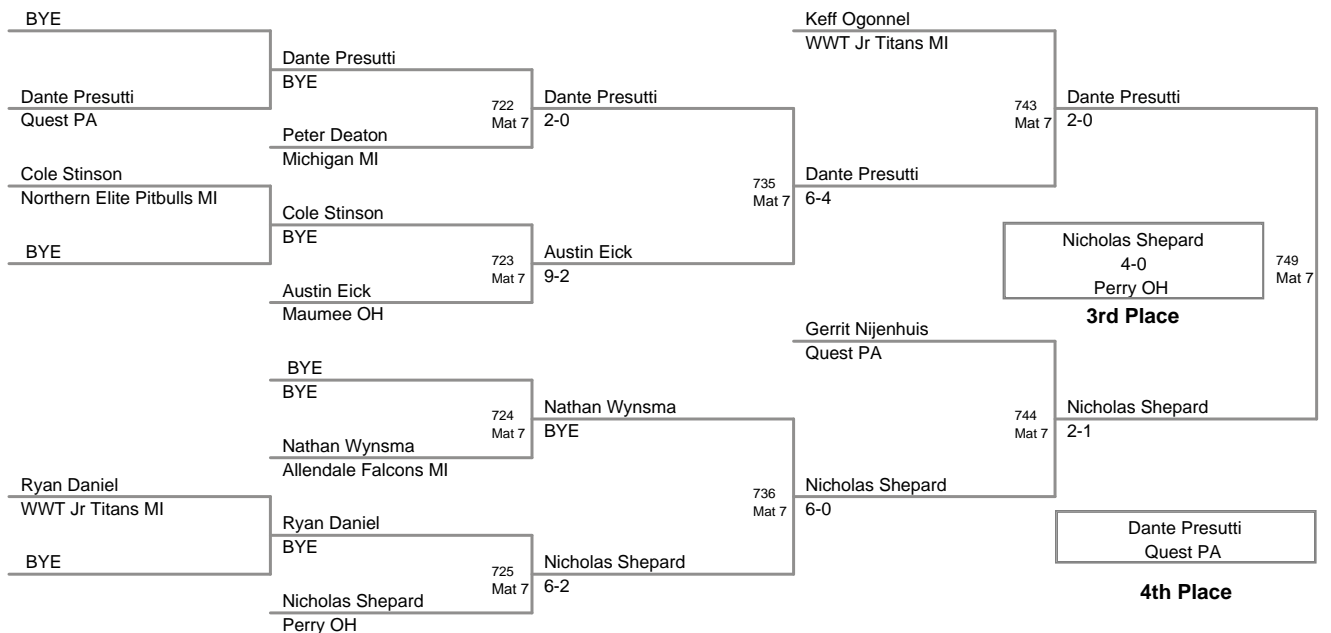 BYE
Dante Presutti
Quest PA
Cole Stinson
Northern Elite Pitbulls MI
BYE
Ryan Daniel
WWT Jr Titans MI
BYE
Dante Presutti
BYE
722
Mat 7
Peter Deaton
Michigan MI
Cole Stinson
BYE
723
Mat 7
Austin Eick
Maumee OH
BYE
BYE
724
Mat 7
Nathan Wynsma
Allendale Falcons MI
Ryan Daniel
BYE
725
Mat 7
Nicholas Shepard
Perry OH
Dante Presutti
2-0
735
Mat 7
Austin Eick
9-2
Nathan Wynsma
BYE
736
Mat 7
Nicholas Shepard
6-2
Keff Ogonnel
WWT Jr Titans MI
743
Mat 7
Dante Presutti
6-4
Gerrit Nijenhuis
Quest PA
744
Mat 7
Nicholas Shepard
6-0
Dante Presutti
2-0
749
Mat 7
Nicholas Shepard
2-1
Nicholas Shepard
4-0
Perry OH
3rd Place
Dante Presutti
Quest PA
4th Place